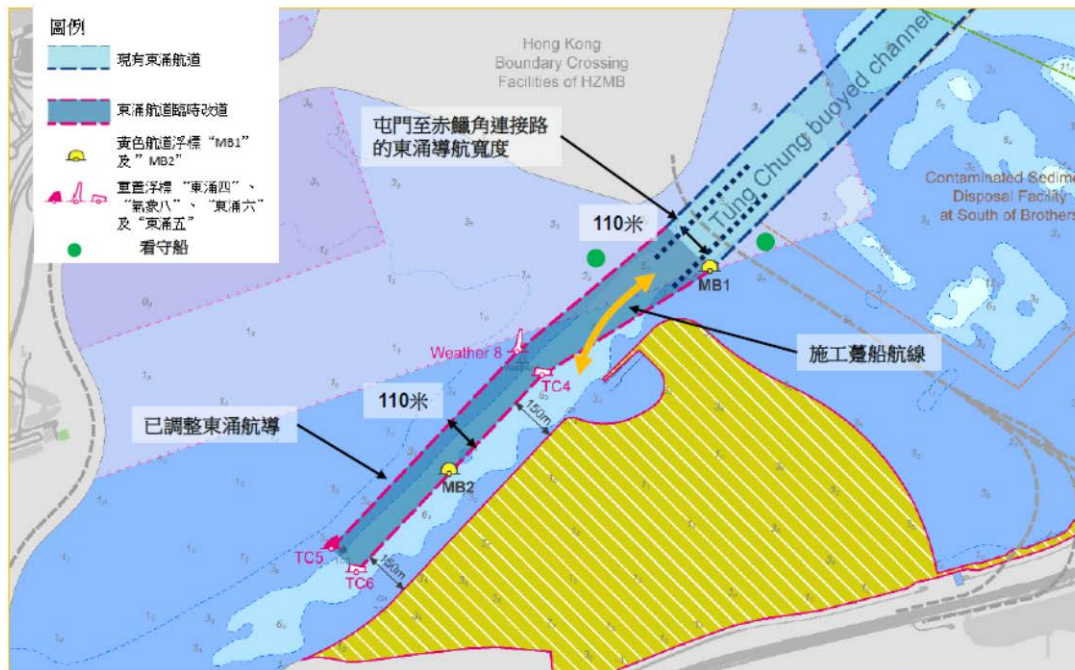 圖例
現有東涌航道
東涌航道臨時改道
黃色航道浮標 “MB1”
及” MB2”
重置浮標 “東涌四”、
“氣象八”、 “東涌六”
及“東涌五”
看守船
Hong Kong
Boundary Crossing
Facilities of HZMB
屯門至赤鱲角連接路
的東涌導航寬度
Tung Chung buoyed channel
Contaminated Sedime
Disposal Facility
at South of Brothers
110米
MB1
施工躉船航線
Weather 8
TC4
110米
150m
已調整東涌航導
MB2
TC5
TC6
150m